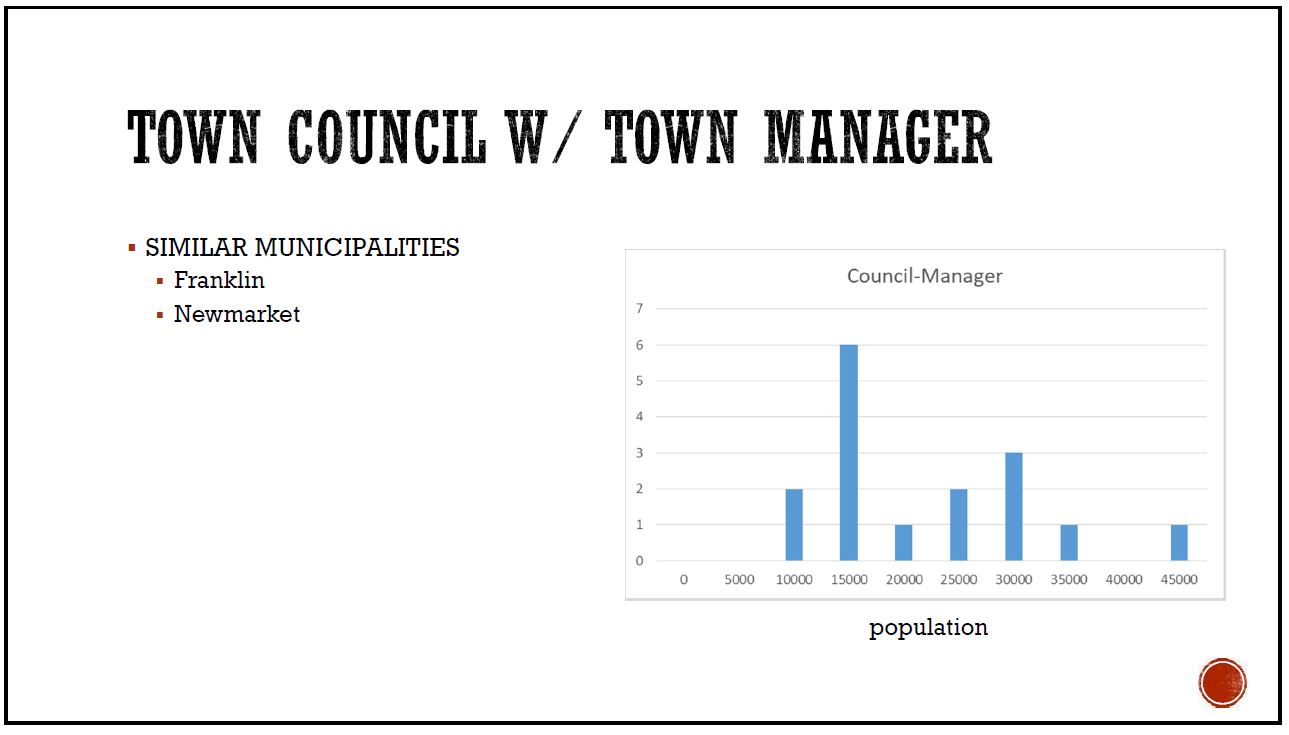 TOWN COUNCIL W/ TOWN MANAGER
SIMILAR MUNICIPALITIES
Franklin
Newmarket
Council-Manager
7
6
5
4
3
2
1
0
0 5000 10000 15000 20000 25000 30000 35000 40000 45000
population